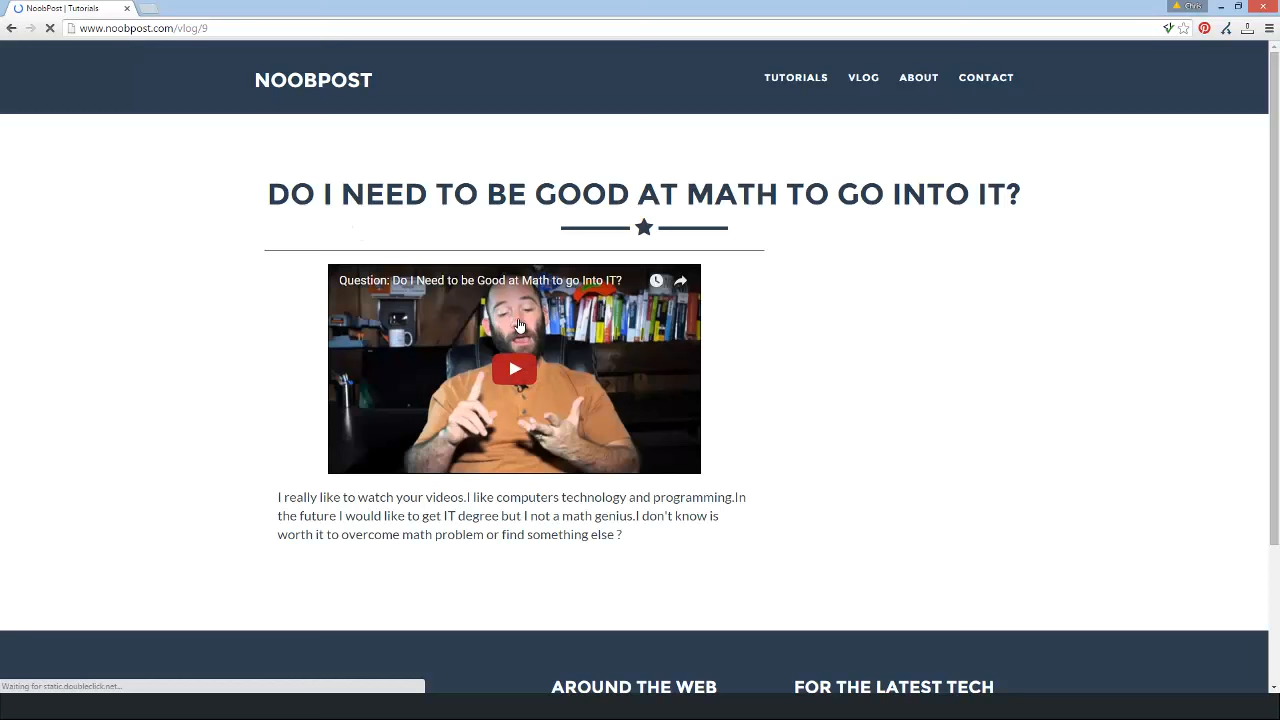 NoobPost | Tutorials
Chris
www.noobpost.com/vlog/9
NOOBPOST
TUTORIALS VLOG ABOUT CONTACT
DO I NEED TO BE GOOD AT MATH TO GO INTO IT?
Question: Do I Need to be Good at Math to go Into IT?
I really like to watch your videos.I like computers technology and programming.In
the future I would like to get IT degree but I not a math genius.I don't know is
worth it to overcome math problem or find something else ?
AROUND THE WEB
FOR THE LATEST TECH
Waiting for static.doubleclick.net...